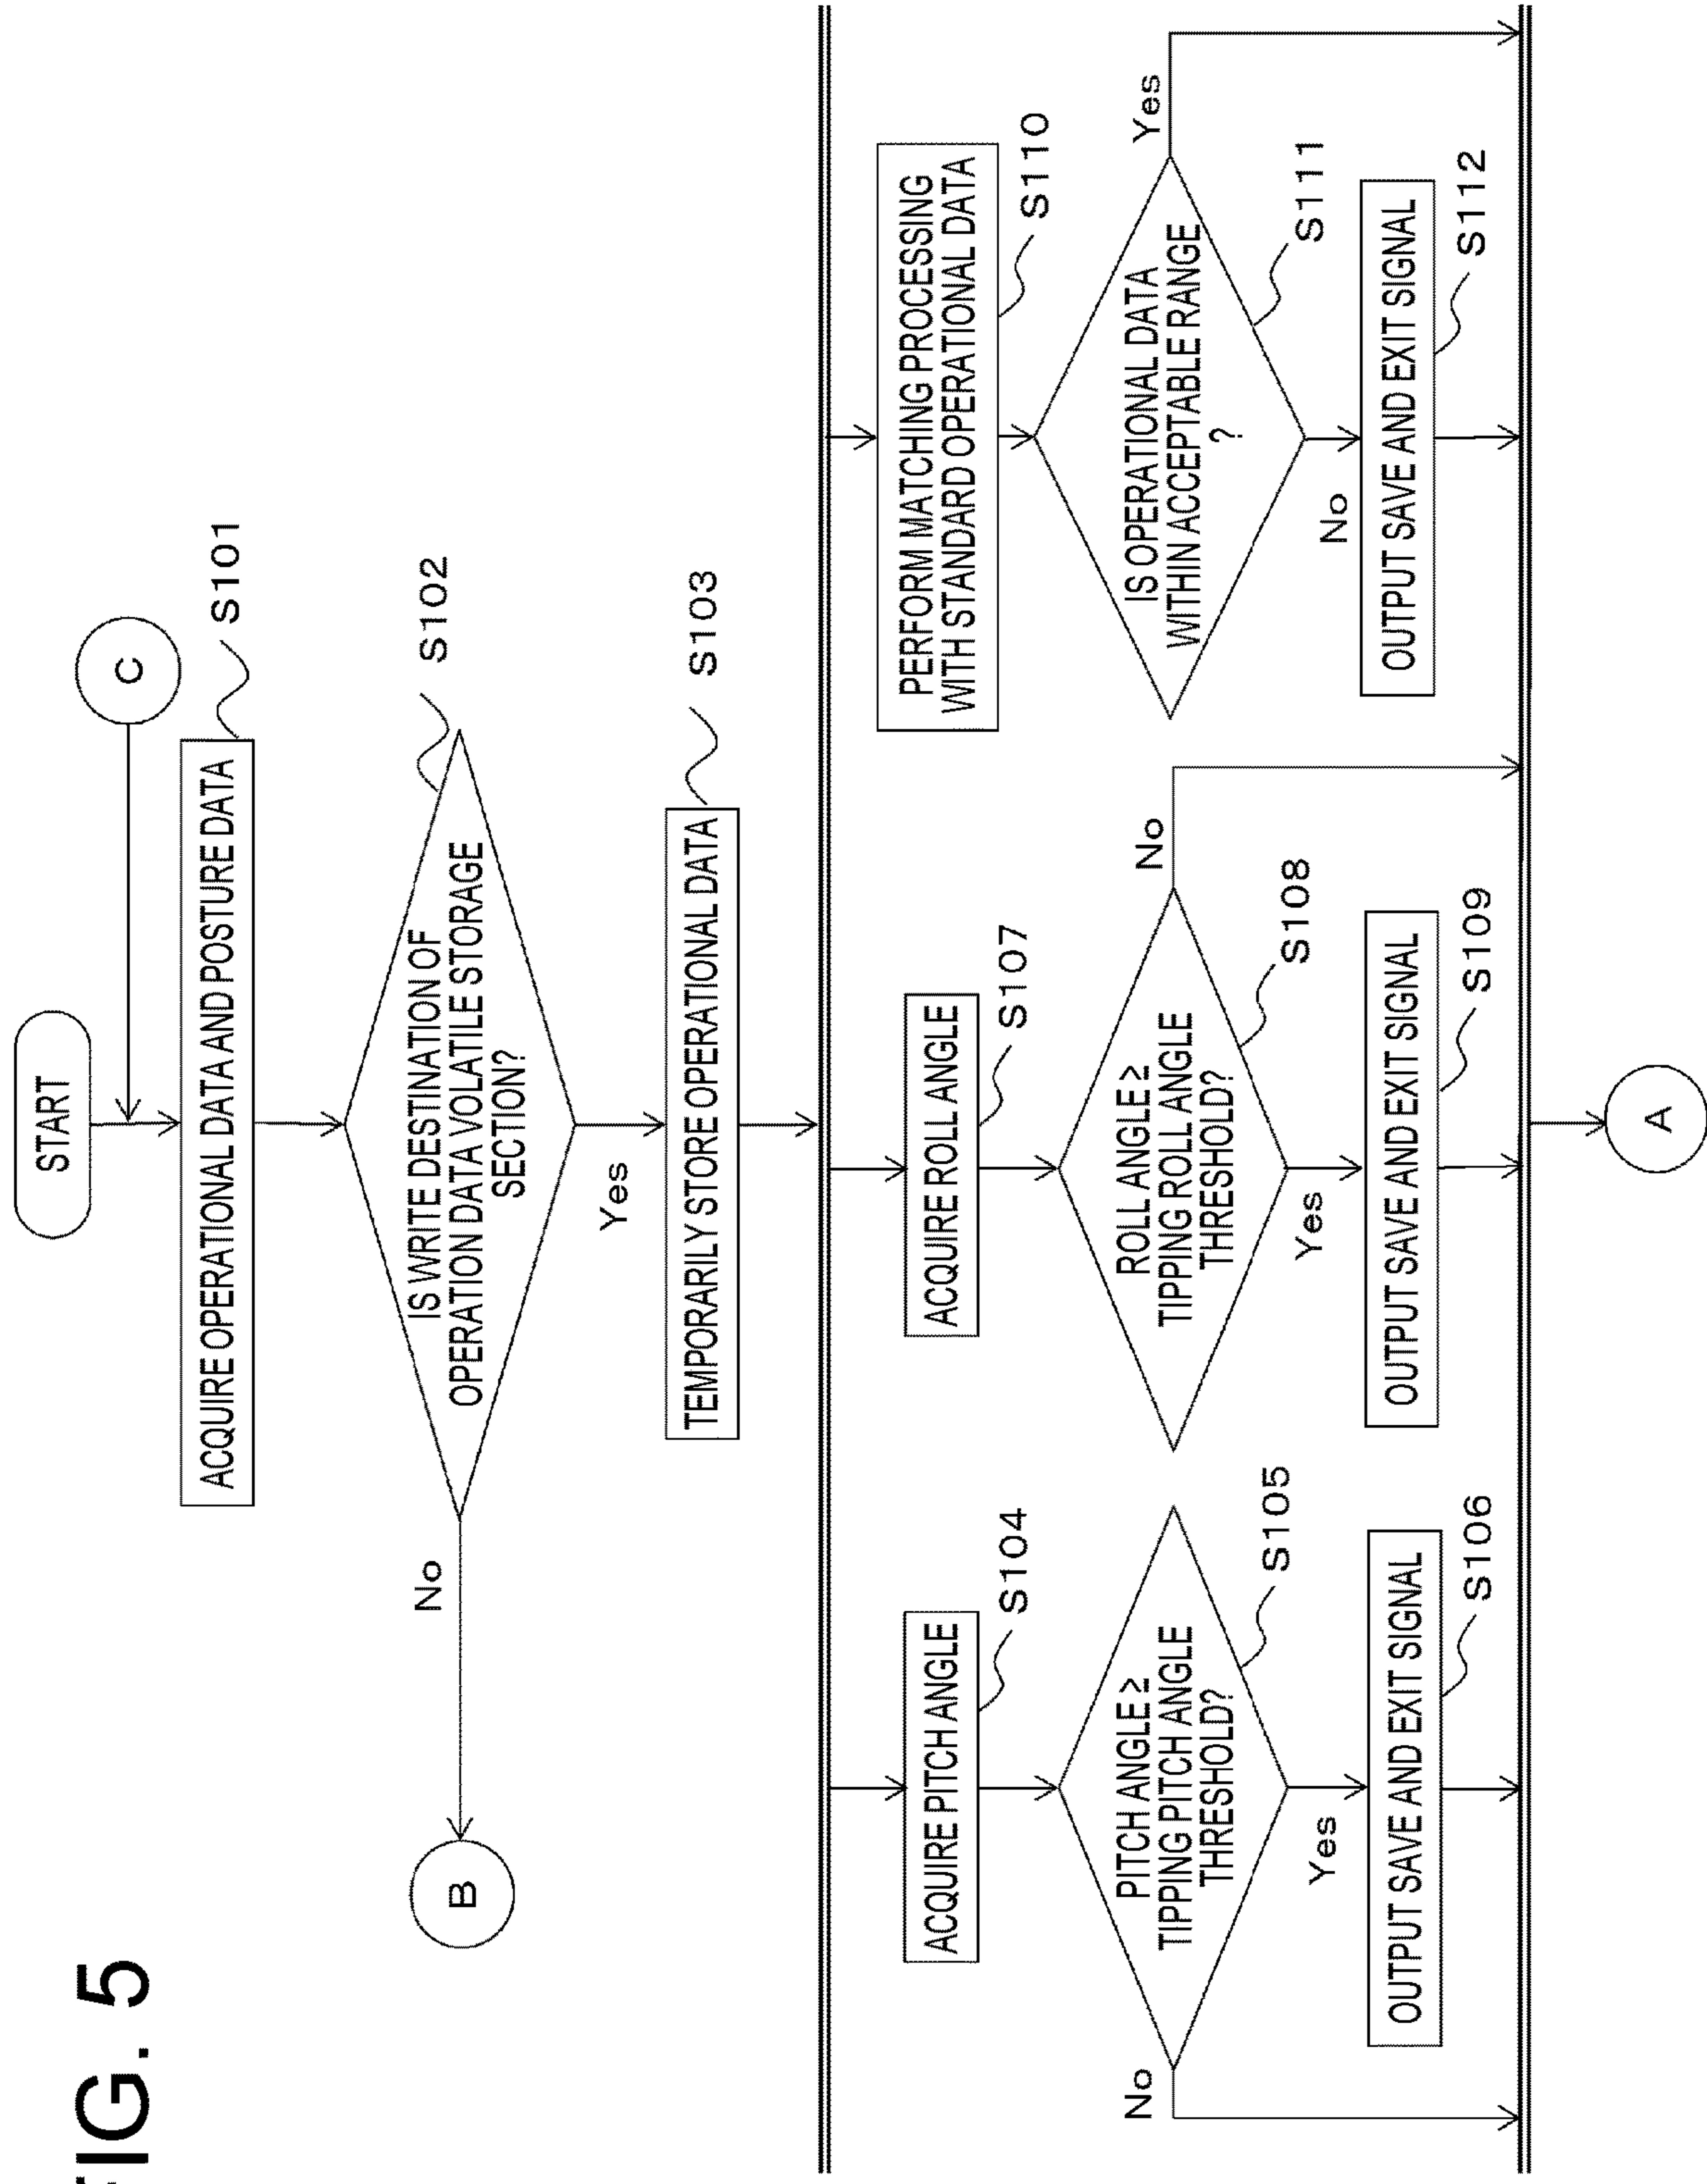 FIG. 5
START
C
ACQUIRE OPERATIONAL DATA AND POSTURE DATA
S101
IS WRITE DESTINATION OF
OPERATION DATA VOLATILE STORAGE
SECTION?
S102
No
B
Yes
TEMPORARILY STORE OPERATIONAL DATA
S103
ACQUIRE PITCH ANGLE
S104
PITCH ANGLE ≥
TIPPING PITCH ANGLE
THRESHOLD?
S105
No
Yes
OUTPUT SAVE AND EXIT SIGNAL
S106
ACQUIRE ROLL ANGLE
S107
ROLL ANGLE ≥
TIPPING ROLL ANGLE
THRESHOLD?
S108
No
Yes
OUTPUT SAVE AND EXIT SIGNAL
S109
PERFORM MATCHING PROCESSING
WITH STANDARD OPERATIONAL DATA
S110
IS OPERATIONAL DATA
WITHIN ACCEPTABLE RANGE
?
S111
Yes
No
OUTPUT SAVE AND EXIT SIGNAL
S112
A